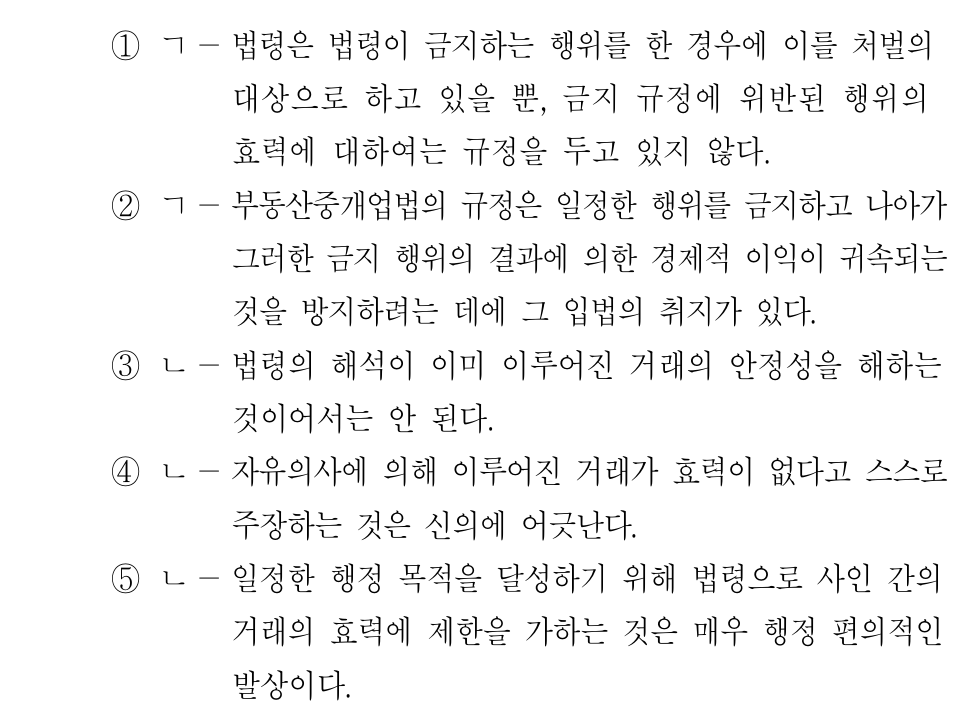 ① ㄱ – 법령은 법령이 금지하는 행위를 한 경우에 이를 처벌의
대상으로 하고 있을 뿐, 금지 규정에 위반된 행위의
효력에 대하여는 규정을 두고 있지 않다.
② ㄱ – 부동산중개업법의 규정은 일정한 행위를 금지하고 나아가
그러한 금지 행위의 결과에 의한 경제적 이익이 귀속되는
것을 방지하려는 데에 그 입법의 취지가 있다.
③ ㄴ – 법령의 해석이 이미 이루어진 거래의 안정성을 해하는
것이어서는 안 된다.
④ ㄴ – 자유의사에 의해 이루어진 거래가 효력이 없다고 스스로
주장하는 것은 신의에 어긋난다.
⑤ ㄴ – 일정한 행정 목적을 달성하기 위해 법령으로 사인 간의
거래의 효력에 제한을 가하는 것은 매우 행정 편의적인
발상이다.